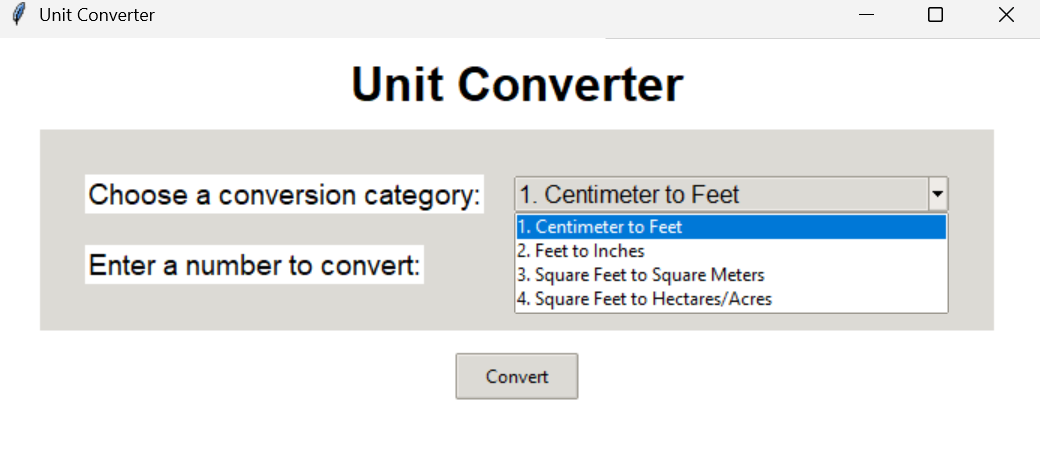 Unit Converter
Unit Converter
Choose a conversion category:
1. Centimeter to Feet
1. Centimeter to Feet
2. Feet to Inches
3. Square Feet to Square Meters
4. Square Feet to Hectares/Acres
Enter a number to convert:
Convert